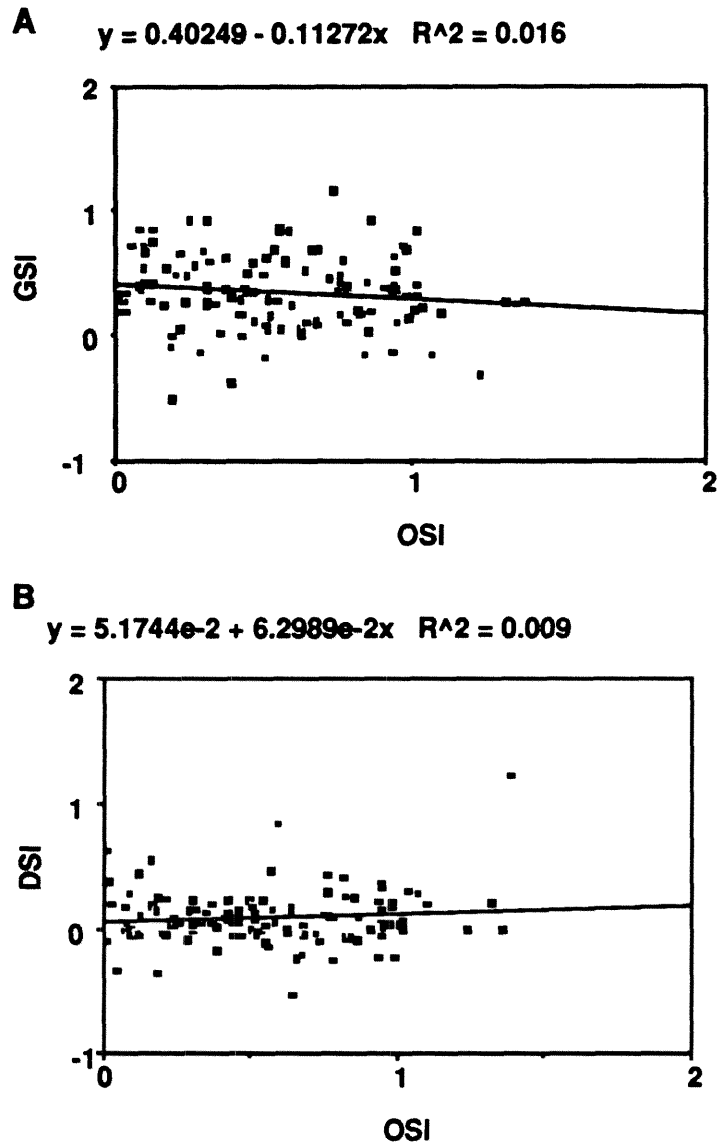 A
y = 0.40249 - 0.11272x R^2 = 0.016
2
1
GSI
0
-1
0 1 2
OSI
B
y = 5.1744e-2 + 6.2989e-2x R^2 = 0.009
2
1
DSI
0
-1
0 1 2
OSI